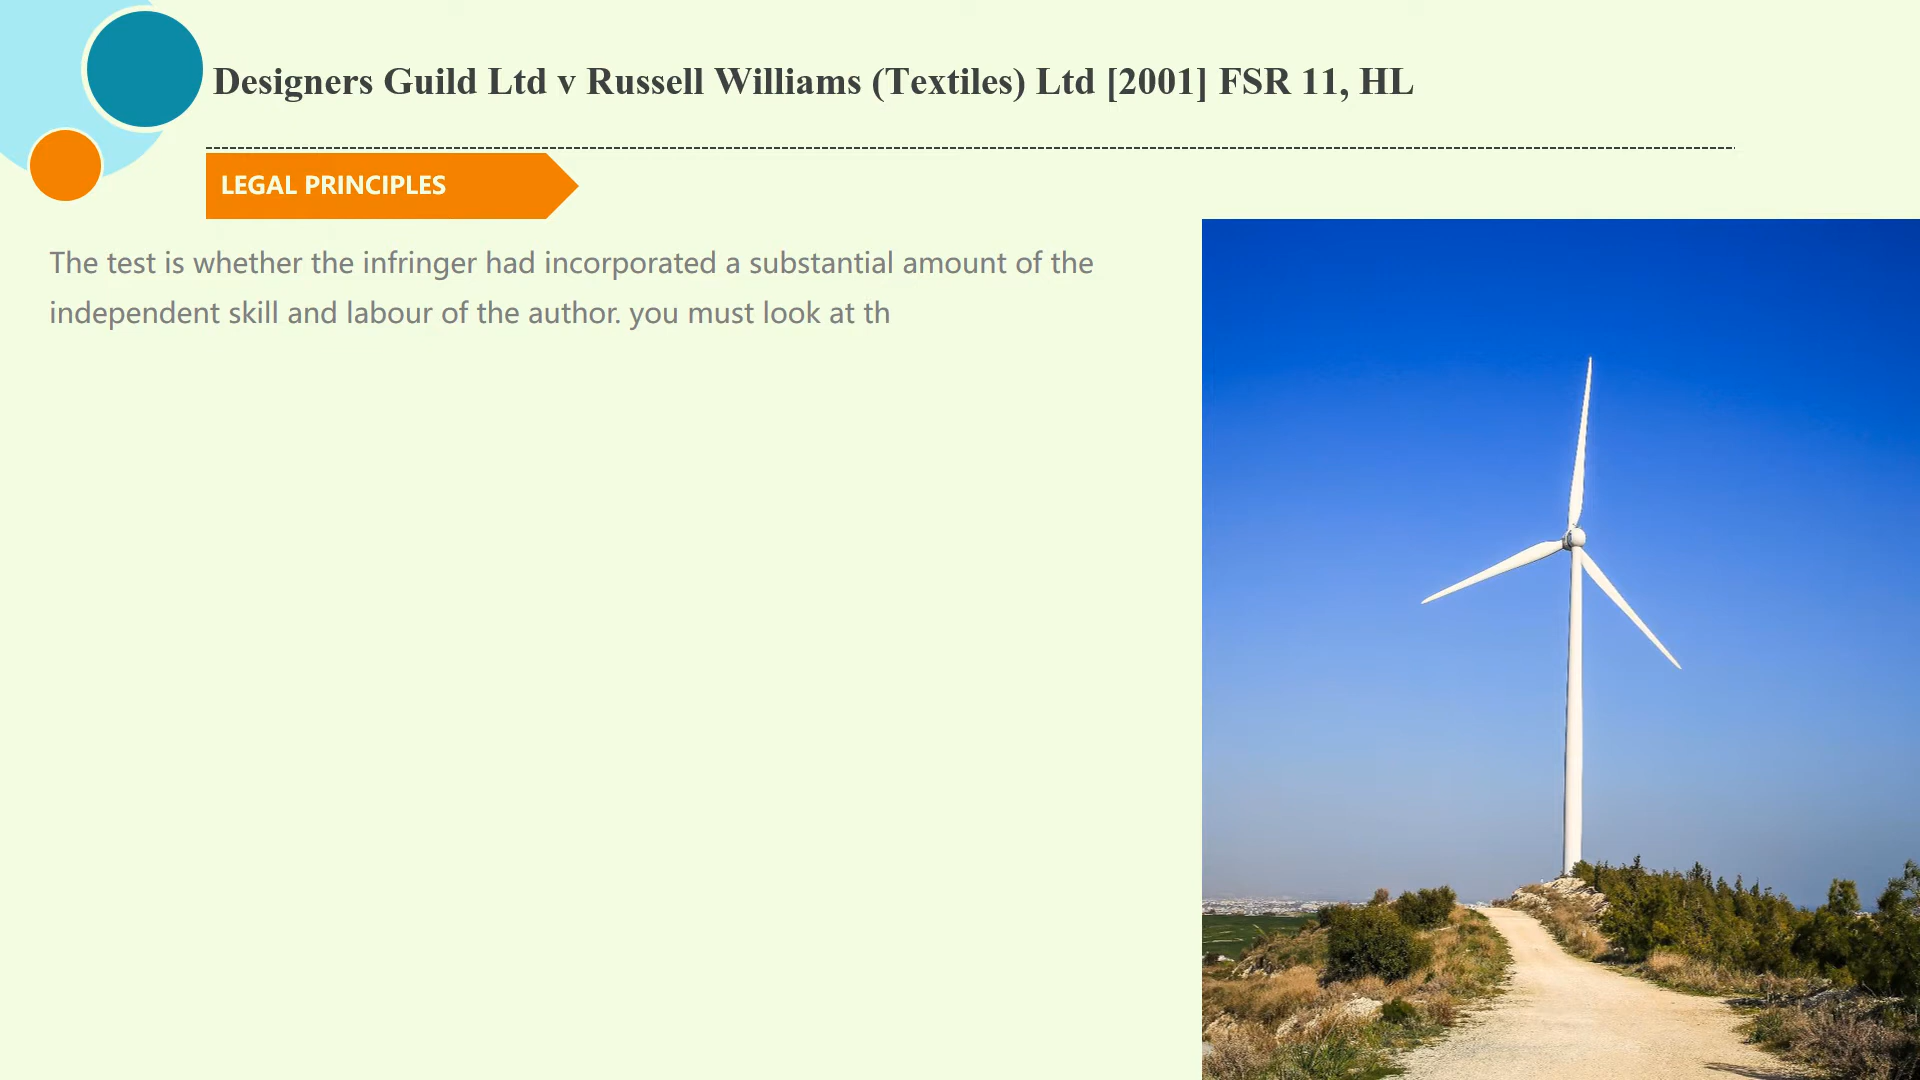 Designers Guild Ltd v Russell Williams (Textiles) Ltd [2001] FSR 11, HL
LEGAL PRINCIPLES
The test is whether the infringer had incorporated a substantial amount of the
independent skill and labour of the author. you must look at th